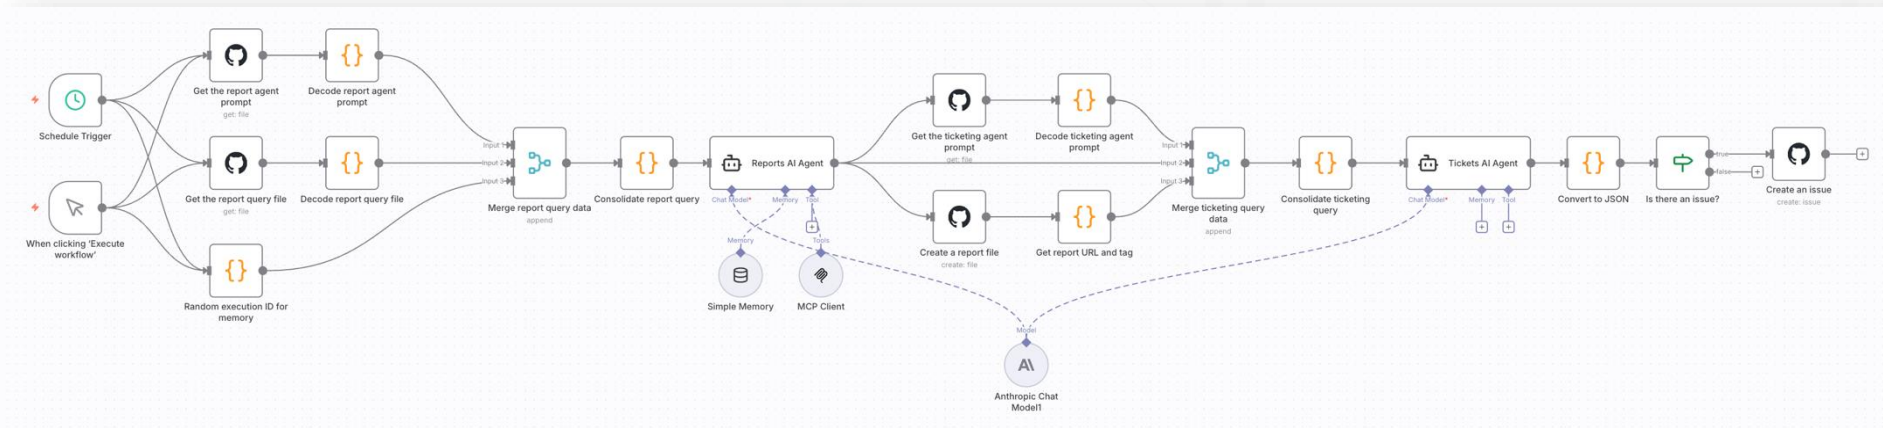 Schedule Trigger
When clicking 'Execute
workflow'
Get the report agent
prompt
get: file
Decode report agent
prompt
Get the report query file
get: file
Decode report query file
Random execution ID for
memory
Input 1
Input 2
Input 3
Merge report query data
append
Consolidate report query
Reports AI Agent
Chat Model*
Memory
Tool
Memory
Tools
Simple Memory
MCP Client
Get the ticketing agent
prompt
get: file
Decode ticketing agent
prompt
Create a report file
create: file
Get report URL and tag
Model
Anthropic Chat
Model1
Input 1
Input 2
Input 3
Merge ticketing query
data
append
Consolidate ticketing
query
Tickets AI Agent
Chat Model*
Memory
Tool
Convert to JSON
Is there an issue?
true
false
Create an issue
create: issue